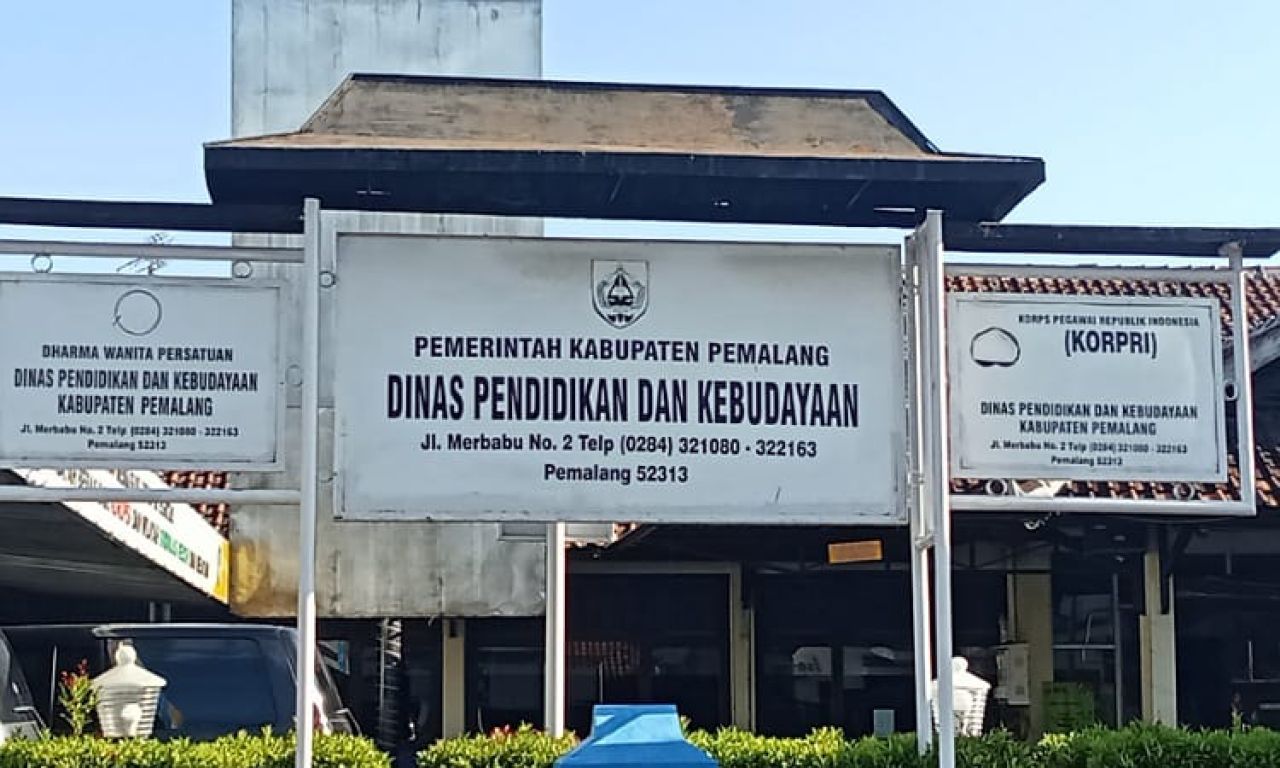 DHARMA WANITA PERSATUAN
DINAS PENDIDIKAN DAN KEBUDAYAAN
KABUPATEN PEMALANG
Jl. Merbabu No. 2 Telp (0284) 321080 - 322163
Pemalang 52313
PEMERINTAH KABUPATEN PEMALANG
DINAS PENDIDIKAN DAN KEBUDAYAAN
Jl. Merbabu No. 2 Telp (0284) 321080 - 322163
Pemalang 52313
KORPS PEGAWAI REPUBLIK INDONESIA
(KORPRI)
DINAS PENDIDIKAN DAN KEBUDAYAAN
KABUPATEN PEMALANG
Jl. Merbabu No. 2 Telp (0284) 321080 - 322163
Pemalang 52313